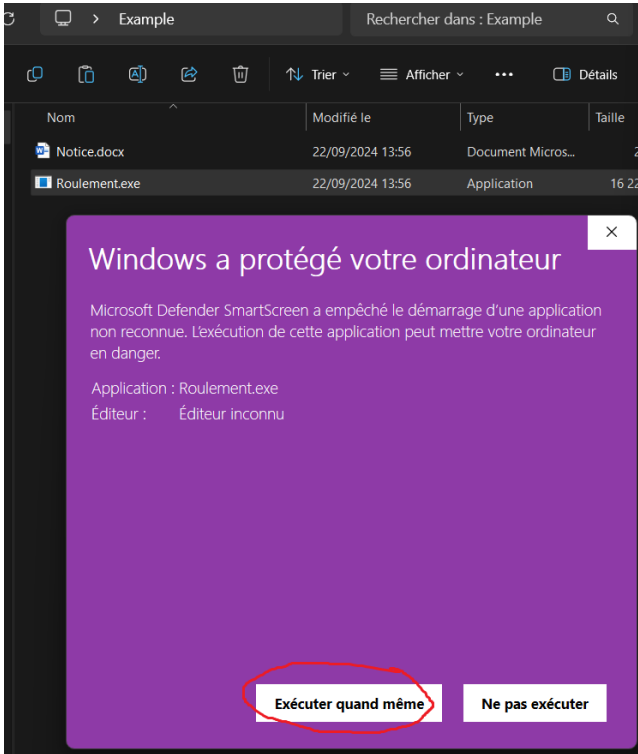 Example
Rechercher dans : Example
Trier
Afficher
Détails
Nom
Modifié le
Type
Taille
Notice.docx
22/09/2024 13:56
Document Micros...
Roulement.exe
22/09/2024 13:56
Application
16 22
Windows a protégé votre ordinateur
Microsoft Defender SmartScreen a empêché le démarrage d'une application
non reconnue. L'exécution de cette application peut mettre votre ordinateur
en danger.
Application : Roulement.exe
Éditeur : Éditeur inconnu
Exécuter quand même
Ne pas exécuter